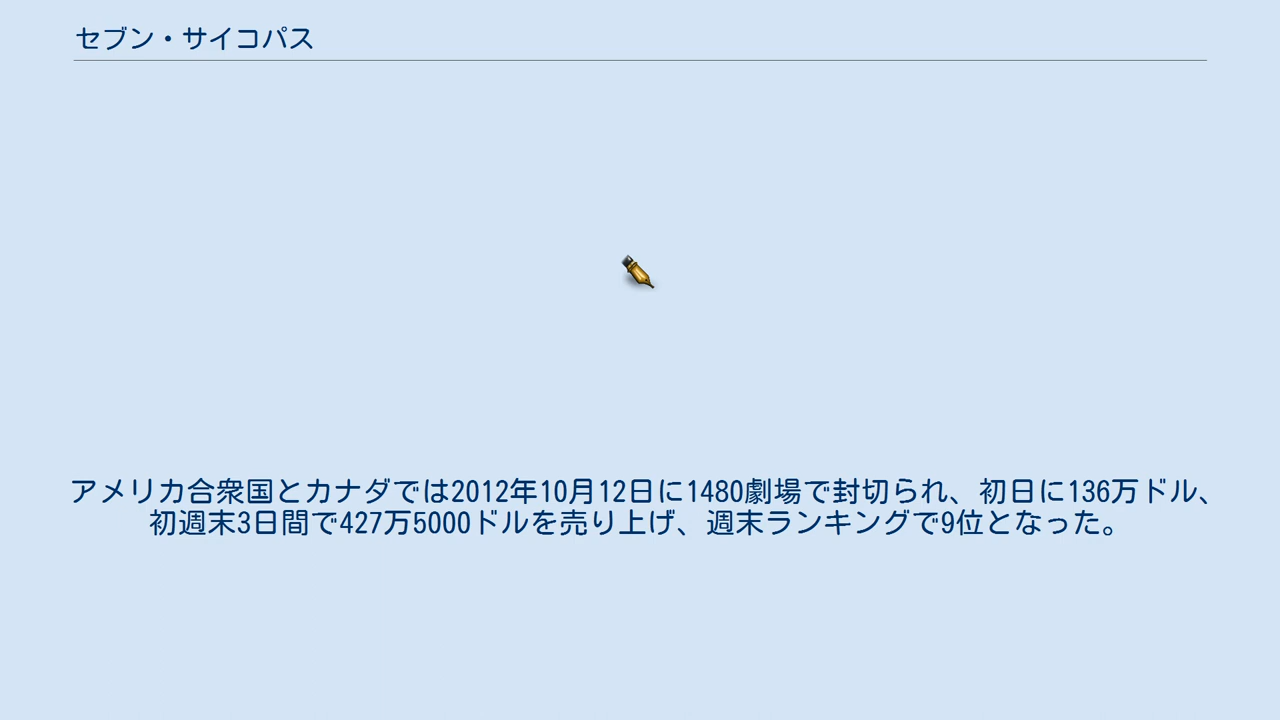 セブン・サイコパス
アメリカ合衆国とカナダでは2012年10月12日に1480劇場で封切られ、初日に136万ドル、
初週末3日間で427万5000ドルを売り上げ、週末ランキングで9位となった。